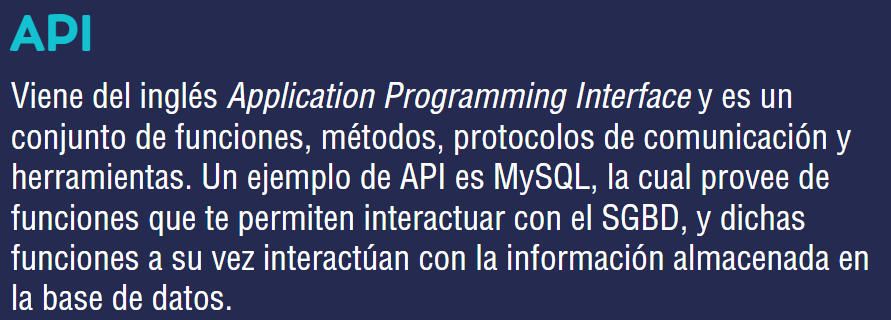 API
Viene del inglés Application Programming Interface y es un
conjunto de funciones, métodos, protocolos de comunicación y
herramientas. Un ejemplo de API es MySQL, la cual provee de
funciones que te permiten interactuar con el SGBD, y dichas
funciones a su vez interactúan con la información almacenada en
la base de datos.